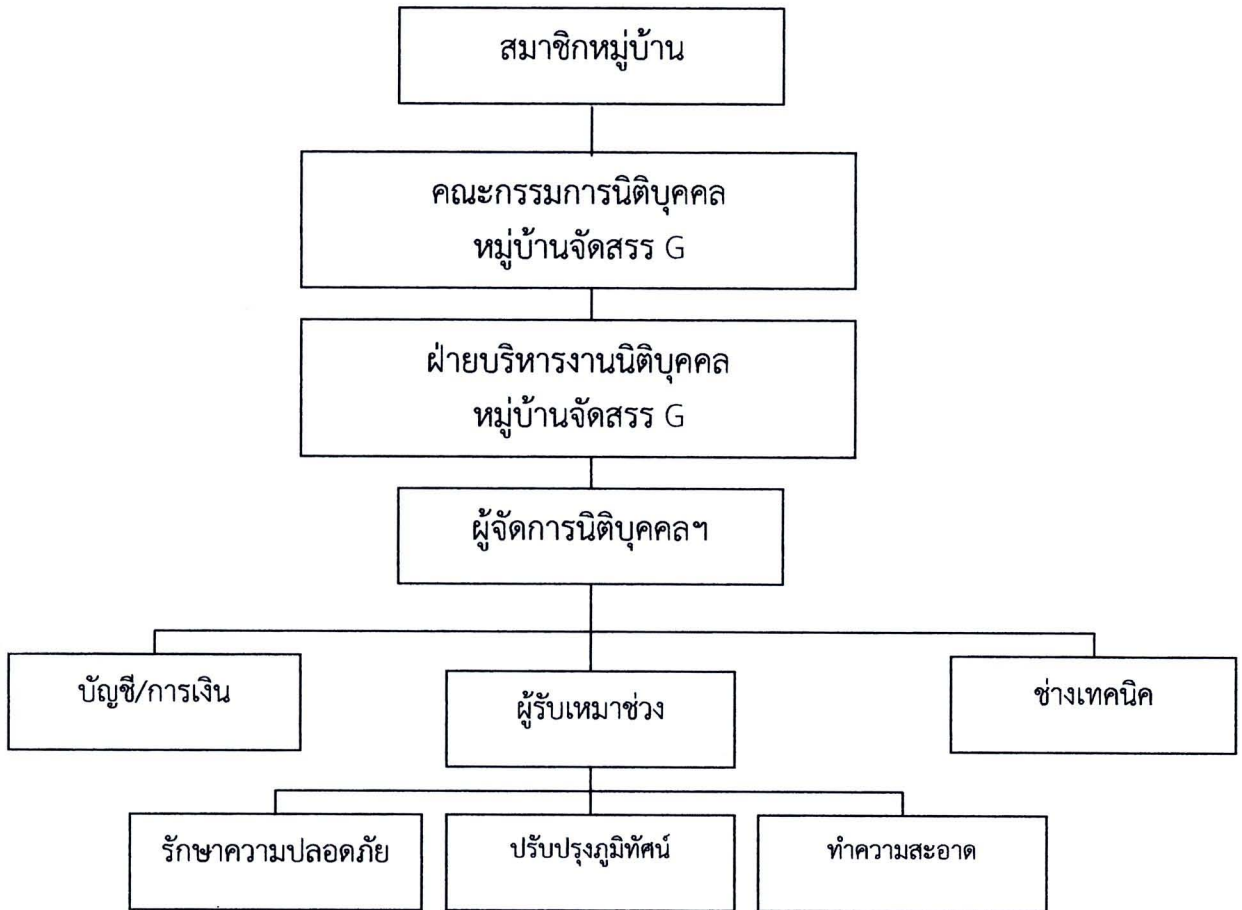 สมาชิกหมู่บ้าน
คณะกรรมการนิติบุคคล
หมู่บ้านจัดสรร G
ฝ่ายบริหารงานนิติบุคคล
หมู่บ้านจัดสรร G
ผู้จัดการนิติบุคคลฯ
บัญชี/การเงิน
ผู้รับเหมาช่วง
ช่างเทคนิค
รักษาความปลอดภัย
ปรับปรุงภูมิทัศน์
ทำความสะอาด